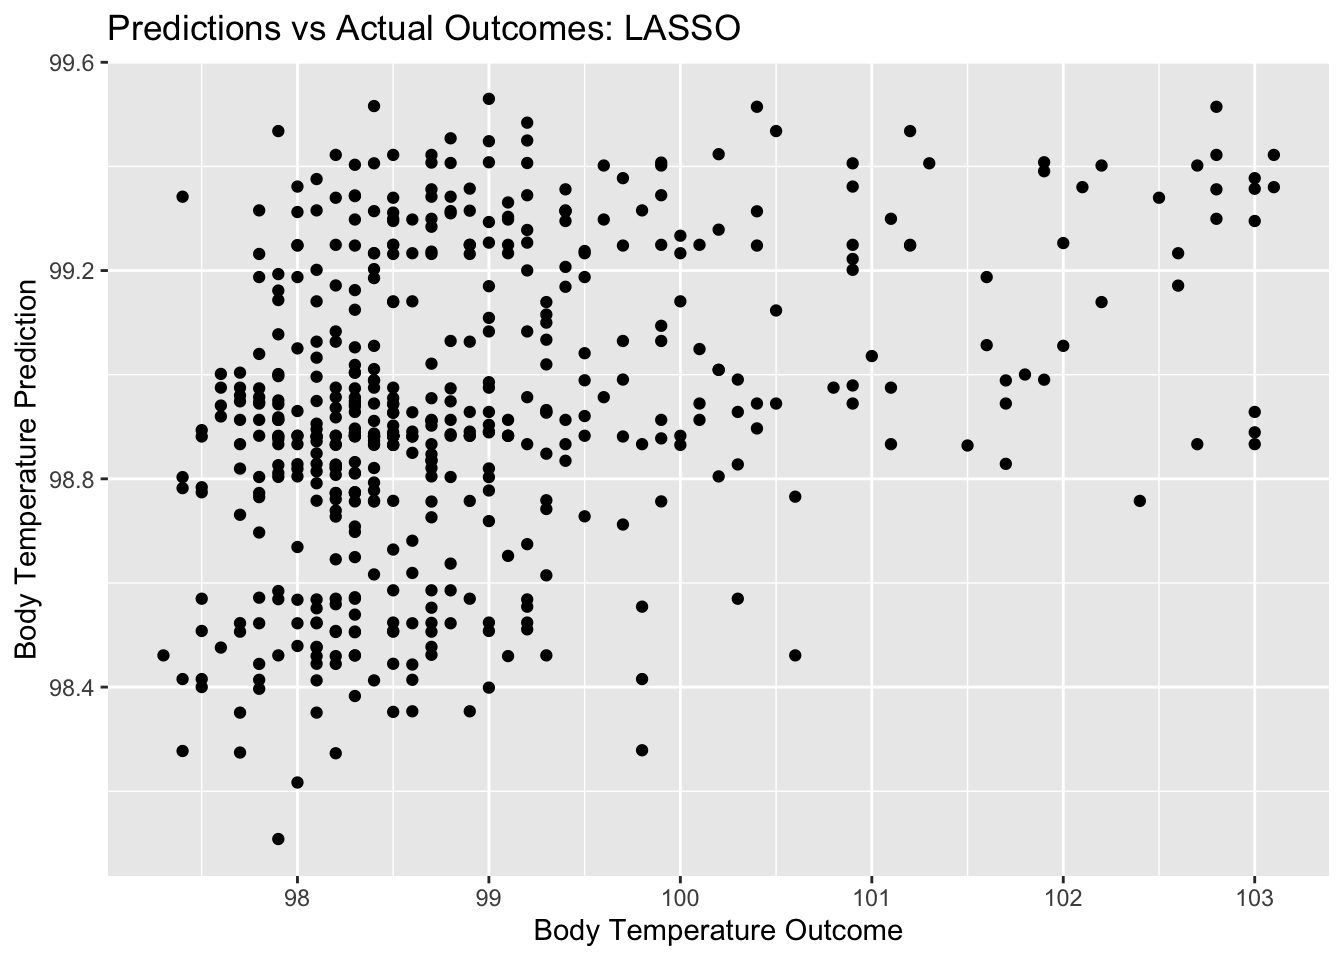 Predictions vs Actual Outcomes: LASSO
99.6
99.2
98.8
98.4
Body Temperature Prediction
98 99 100 101 102 103
Body Temperature Outcome